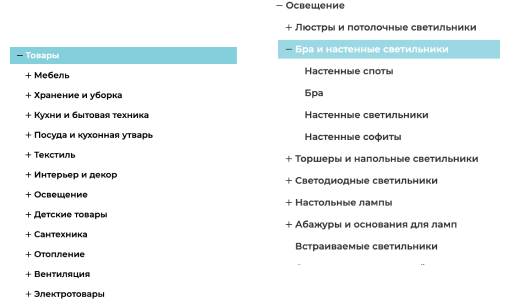 − Товары
+ Мебель
+ Хранение и уборка
+ Кухни и бытовая техника
+ Посуда и кухонная утварь
+ Текстиль
+ Интерьер и декор
+ Освещение
+ Детские товары
+ Сантехника
+ Отопление
+ Вентиляция
+ Электротовары
− Освещение
+ Люстры и потолочные светильники
− Бра и настенные светильники
Настенные споты
Бра
Настенные светильники
Настенные софиты
+ Торшеры и напольные светильники
+ Светодиодные светильники
+ Настольные лампы
+ Абажуры и основания для ламп
Встраиваемые светильники